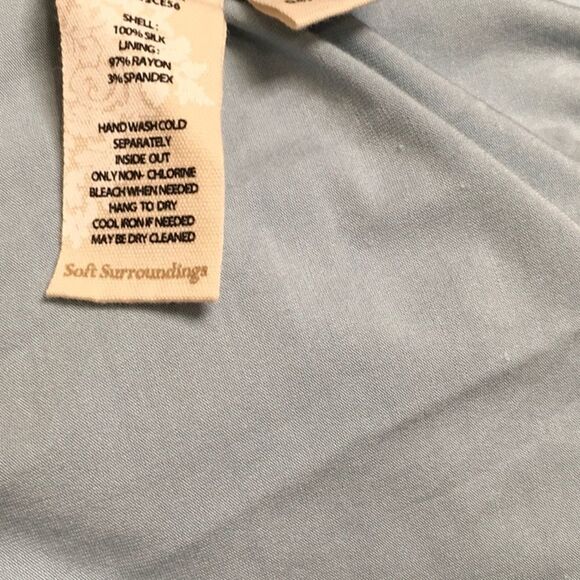 SHELL:
100% SILK
LINING:
97% RAYON
3% SPANDEX
HAND WASH COLD
SEPARATELY
INSIDE OUT
ONLY NON- CHLORINE
BLEACH WHEN NEEDED
HANG TO DRY
COOL IRON IF NEEDED
MAY BE DRY CLEANED
Soft Surroundings